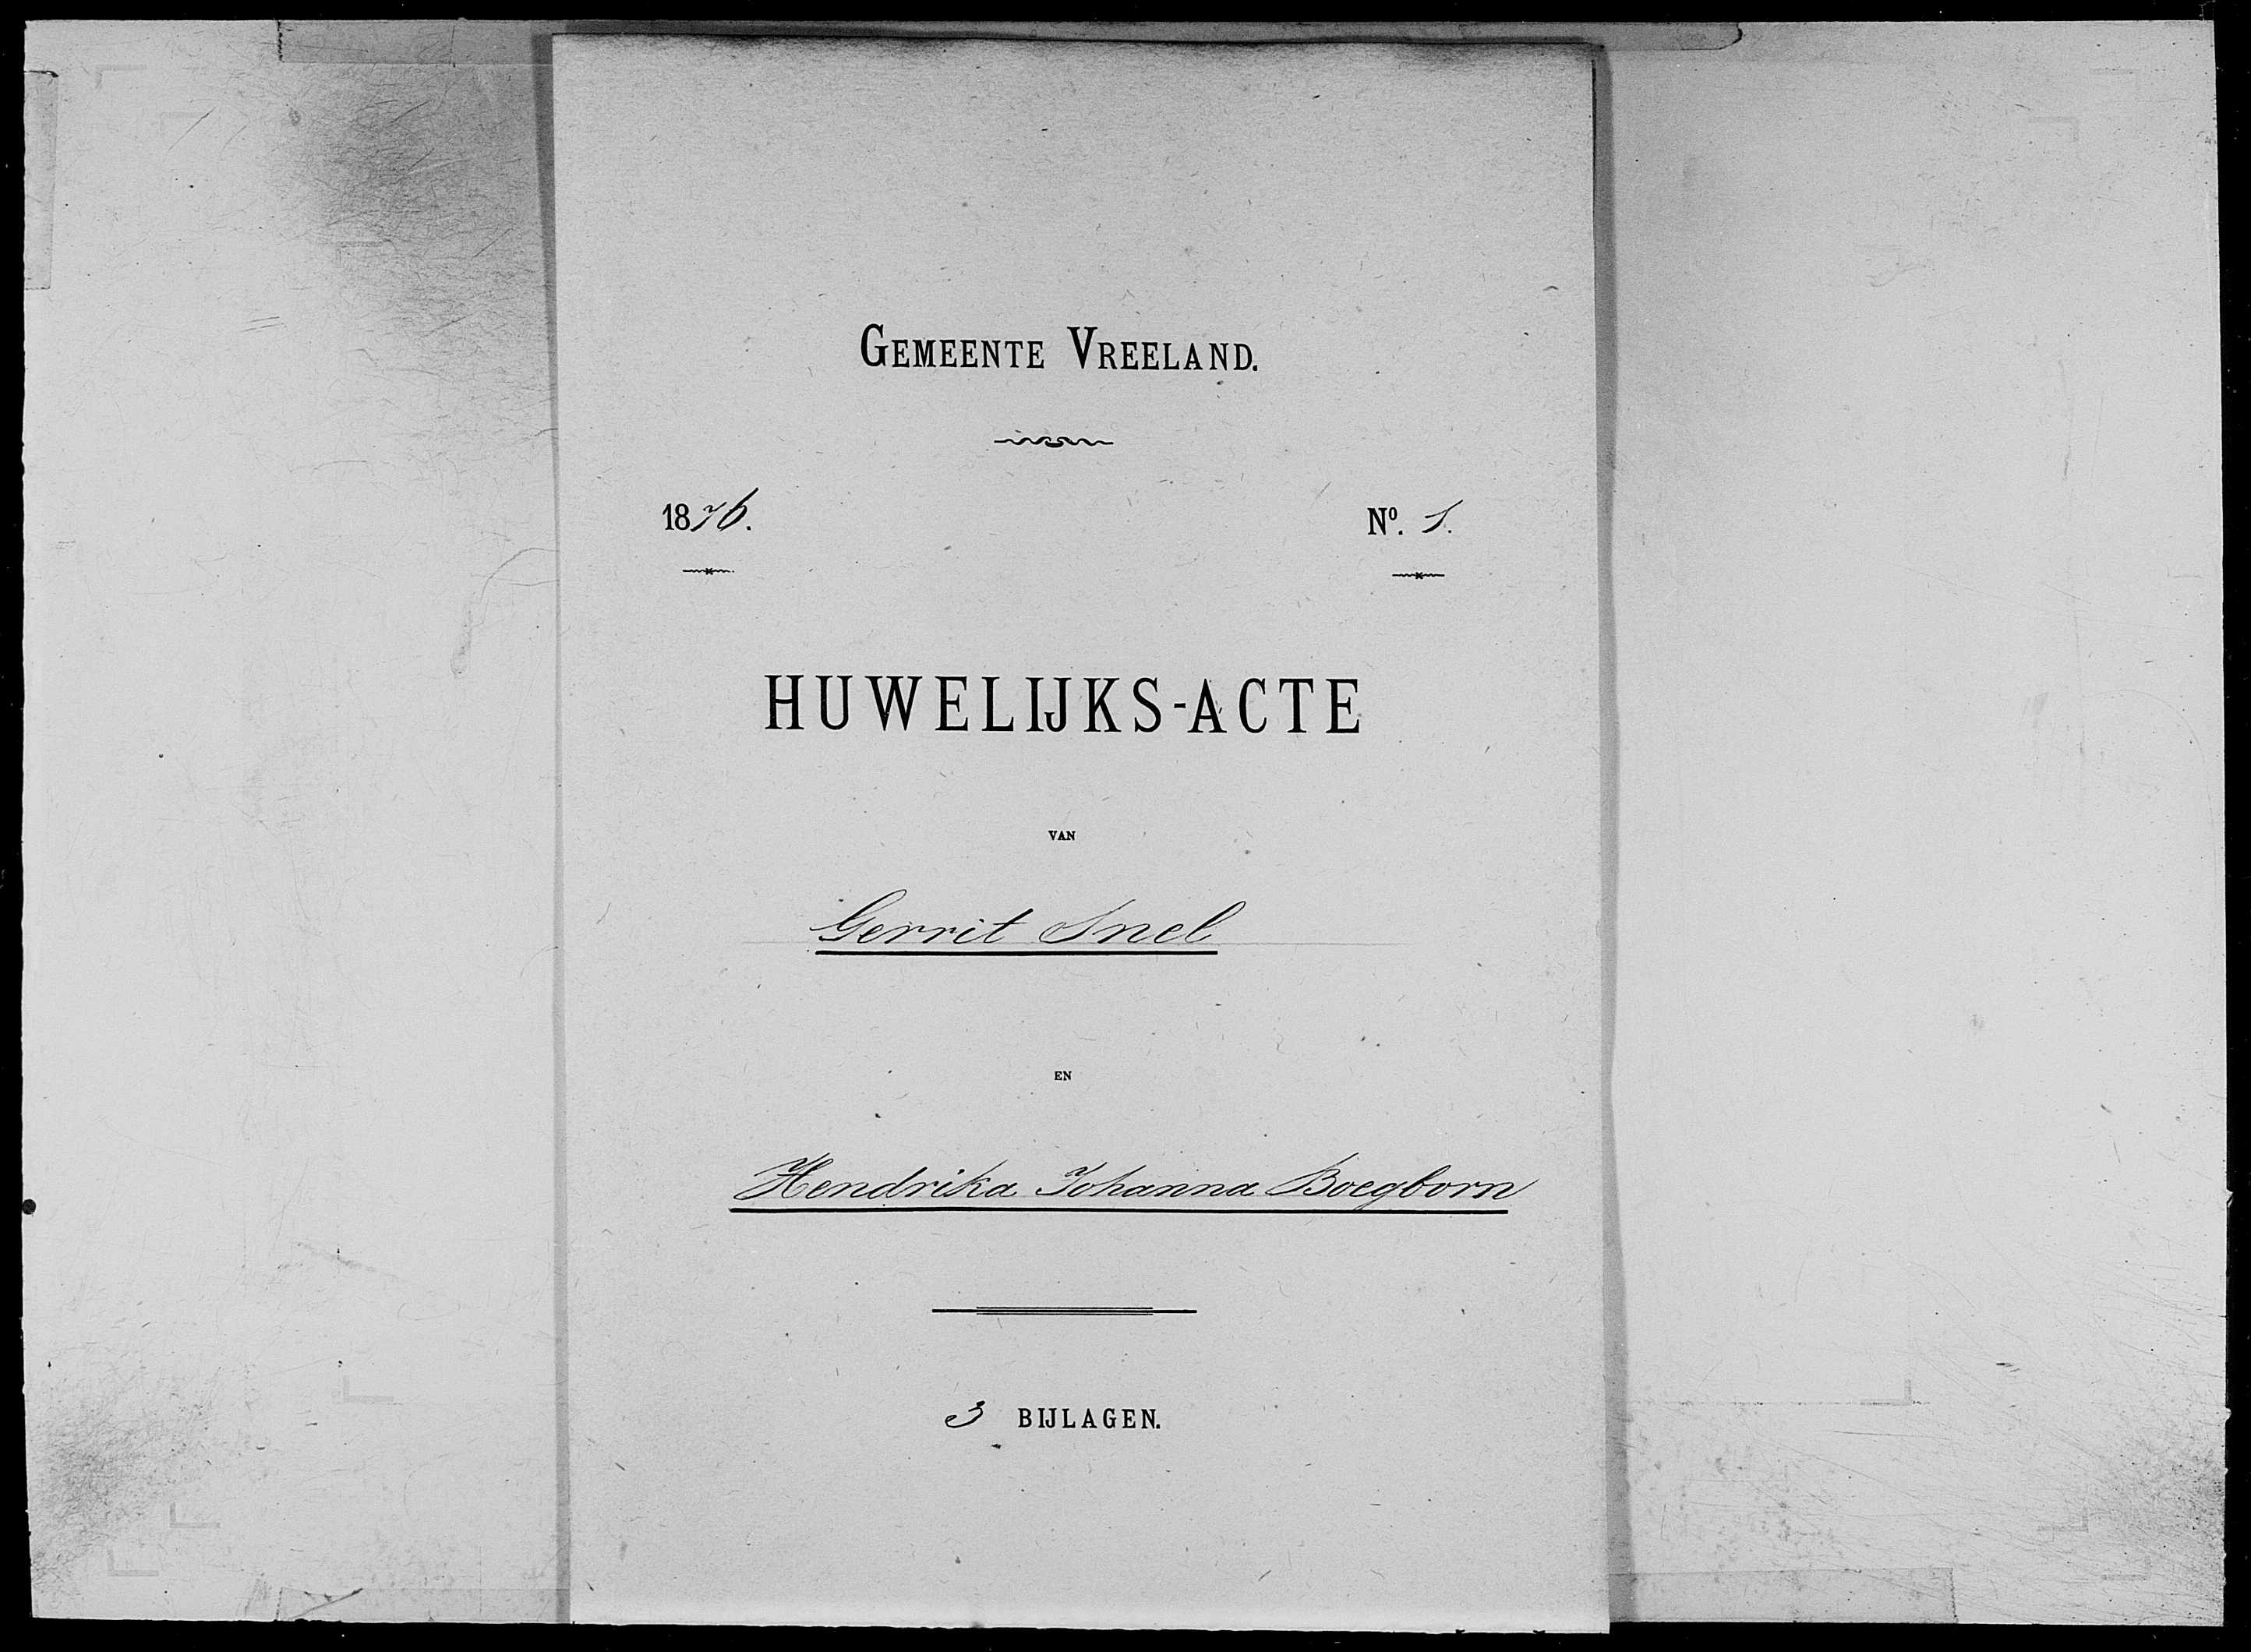 GEMEENTE VREELAND.
1876.
Nº. 1.
HUWELIJKS-ACTE
VAN
Gerrit Snel
EN
Hendrika Johanna Boegborn
3 BIJLAGEN.